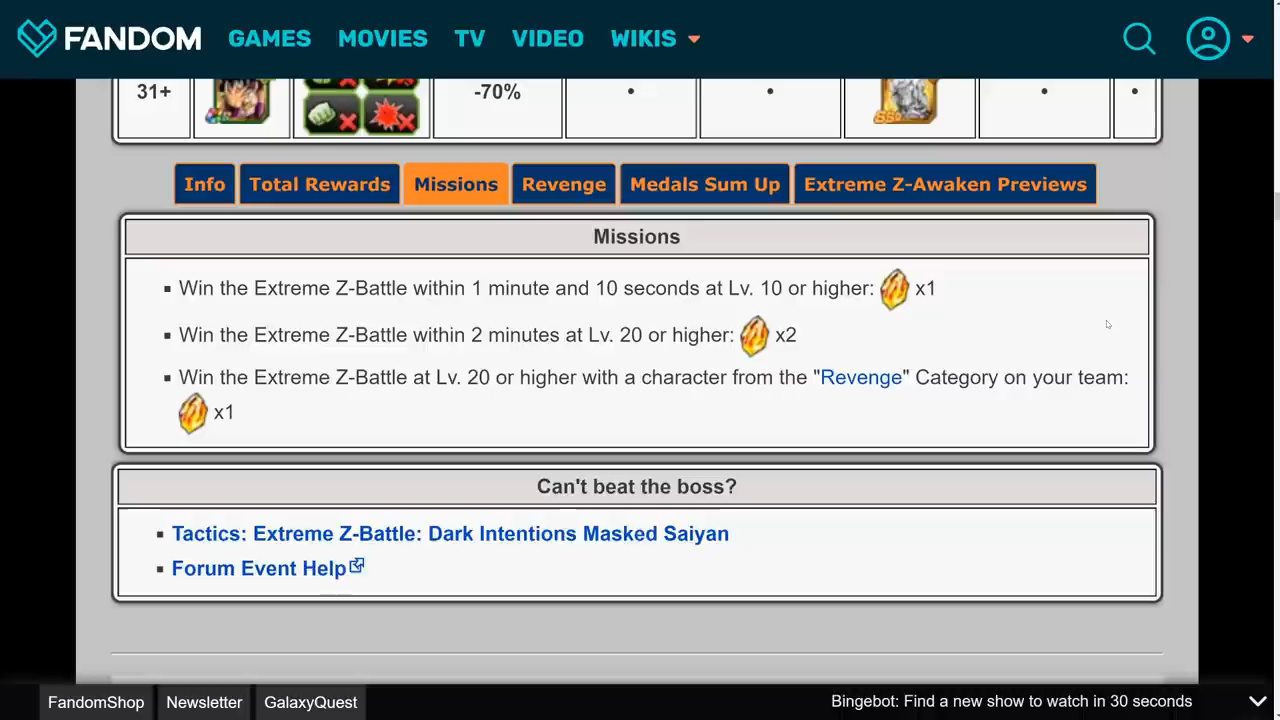 FANDOM GAMES MOVIES TV VIDEO WIKIS
31+ -70% • • • •
Info Total Rewards Missions Revenge Medals Sum Up Extreme Z-Awaken Previews
Missions
▪ Win the Extreme Z-Battle within 1 minute and 10 seconds at Lv. 10 or higher: x1
▪ Win the Extreme Z-Battle within 2 minutes at Lv. 20 or higher: x2
▪ Win the Extreme Z-Battle at Lv. 20 or higher with a character from the "Revenge" Category on your team:
x1
Can't beat the boss?
▪ Tactics: Extreme Z-Battle: Dark Intentions Masked Saiyan
▪ Forum Event Help
FandomShop Newsletter GalaxyQuest Bingebot: Find a new show to watch in 30 seconds